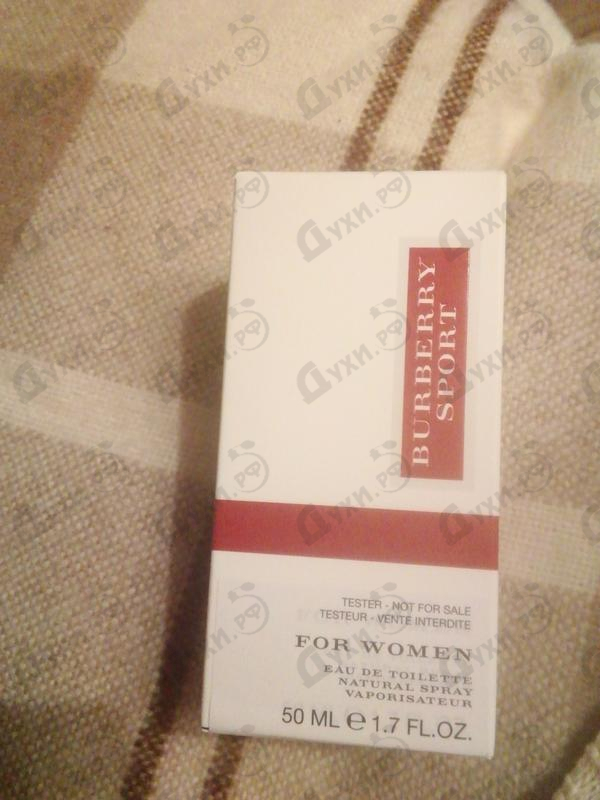 BURBERRY
SPORT
TESTER - NOT FOR SALE
TESTEUR - VENTE INTERDITE
FOR WOMEN
EAU DE TOILETTE
NATURAL SPRAY
VAPORISATEUR
50 ML ℮ 1.7 FL.OZ.
Духи.РФ